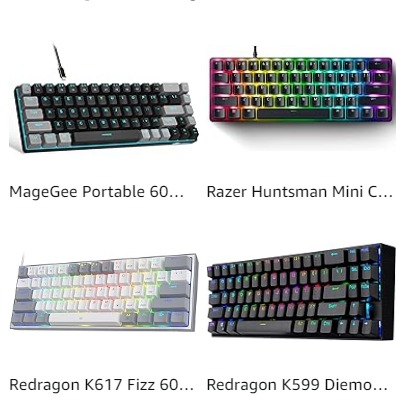 MageGee Portable 60...
Razer Huntsman Mini C...
Redragon K617 Fizz 60...
Redragon K599 Diemo...